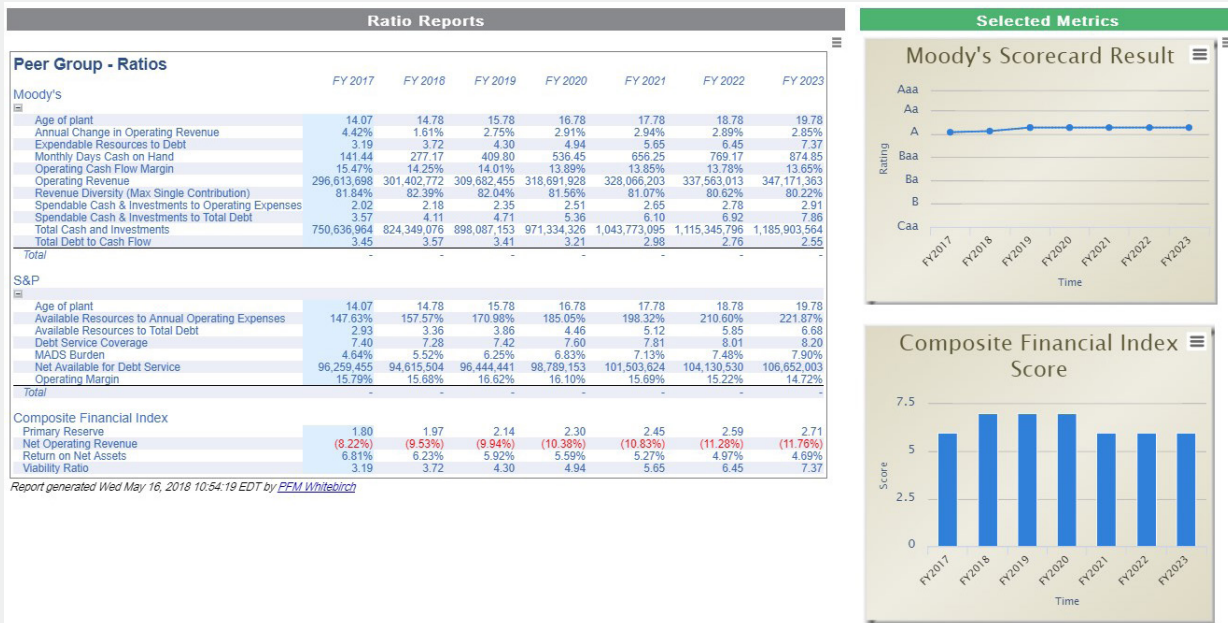 Ratio Reports
Peer Group - Ratios
FY 2017 FY 2018 FY 2019 FY 2020 FY 2021 FY 2022 FY 2023
Moody's
Age of plant 14.07 14.78 15.78 16.78 17.78 18.78 19.78
Annual Change in Operating Revenue 4.42% 1.61% 2.75% 2.91% 2.94% 2.89% 2.85%
Expendable Resources to Debt 3.19 3.72 4.30 4.94 5.65 6.45 7.37
Monthly Days Cash on Hand 141.44 277.17 409.80 536.45 656.25 769.17 874.85
Operating Cash Flow Margin 15.47% 14.25% 14.01% 13.89% 13.85% 13.78% 13.65%
Operating Revenue 296,613,698 301,402,772 309,682,455 318,691,928 328,066,203 337,563,013 347,171,363
Revenue Diversity (Max Single Contribution) 81.84% 82.39% 82.04% 81.56% 81.07% 80.62% 80.22%
Spendable Cash & Investments to Operating Expenses 2.02 2.18 2.35 2.51 2.65 2.78 2.91
Spendable Cash & Investments to Total Debt 3.57 4.11 4.71 5.36 6.10 6.92 7.86
Total Cash and Investments 750,636,964 824,349,076 898,087,153 971,334,326 1,043,773,095 1,115,345,796 1,185,903,564
Total Debt to Cash Flow 3.45 3.57 3.41 3.21 2.98 2.76 2.55
Total - - - - - - -
S&P
Age of plant 14.07 14.78 15.78 16.78 17.78 18.78 19.78
Available Resources to Annual Operating Expenses 147.63% 157.57% 170.98% 185.05% 198.32% 210.60% 221.87%
Available Resources to Total Debt 2.93 3.36 3.86 4.46 5.12 5.85 6.68
Debt Service Coverage 7.40 7.28 7.42 7.60 7.81 8.01 8.20
MADS Burden 4.64% 5.52% 6.25% 6.83% 7.13% 7.48% 7.90%
Net Available for Debt Service 96,259,455 94,615,504 96,444,441 98,789,153 101,503,624 104,130,530 106,652,003
Operating Margin 15.79% 15.68% 16.62% 16.10% 15.69% 15.22% 14.72%
Total - - - - - - -
Composite Financial Index
Primary Reserve 1.80 1.97 2.14 2.30 2.45 2.59 2.71
Net Operating Revenue (8.22%) (9.53%) (9.94%) (10.38%) (10.83%) (11.28%) (11.76%)
Return on Net Assets 6.81% 6.23% 5.92% 5.59% 5.27% 4.97% 4.69%
Viability Ratio 3.19 3.72 4.30 4.94 5.65 6.45 7.37
Report generated Wed May 16, 2018 10:54:19 EDT by PFM Whitebirch
Selected Metrics
Moody's Scorecard Result
Aaa
Aa
A
Baa
Ba
B
Caa
Rating
FY2017 FY2018 FY2019 FY2020 FY2021 FY2022 FY2023
Time
Composite Financial Index
Score
7.5
5
2.5
0
Score
FY2017 FY2018 FY2019 FY2020 FY2021 FY2022 FY2023
Time